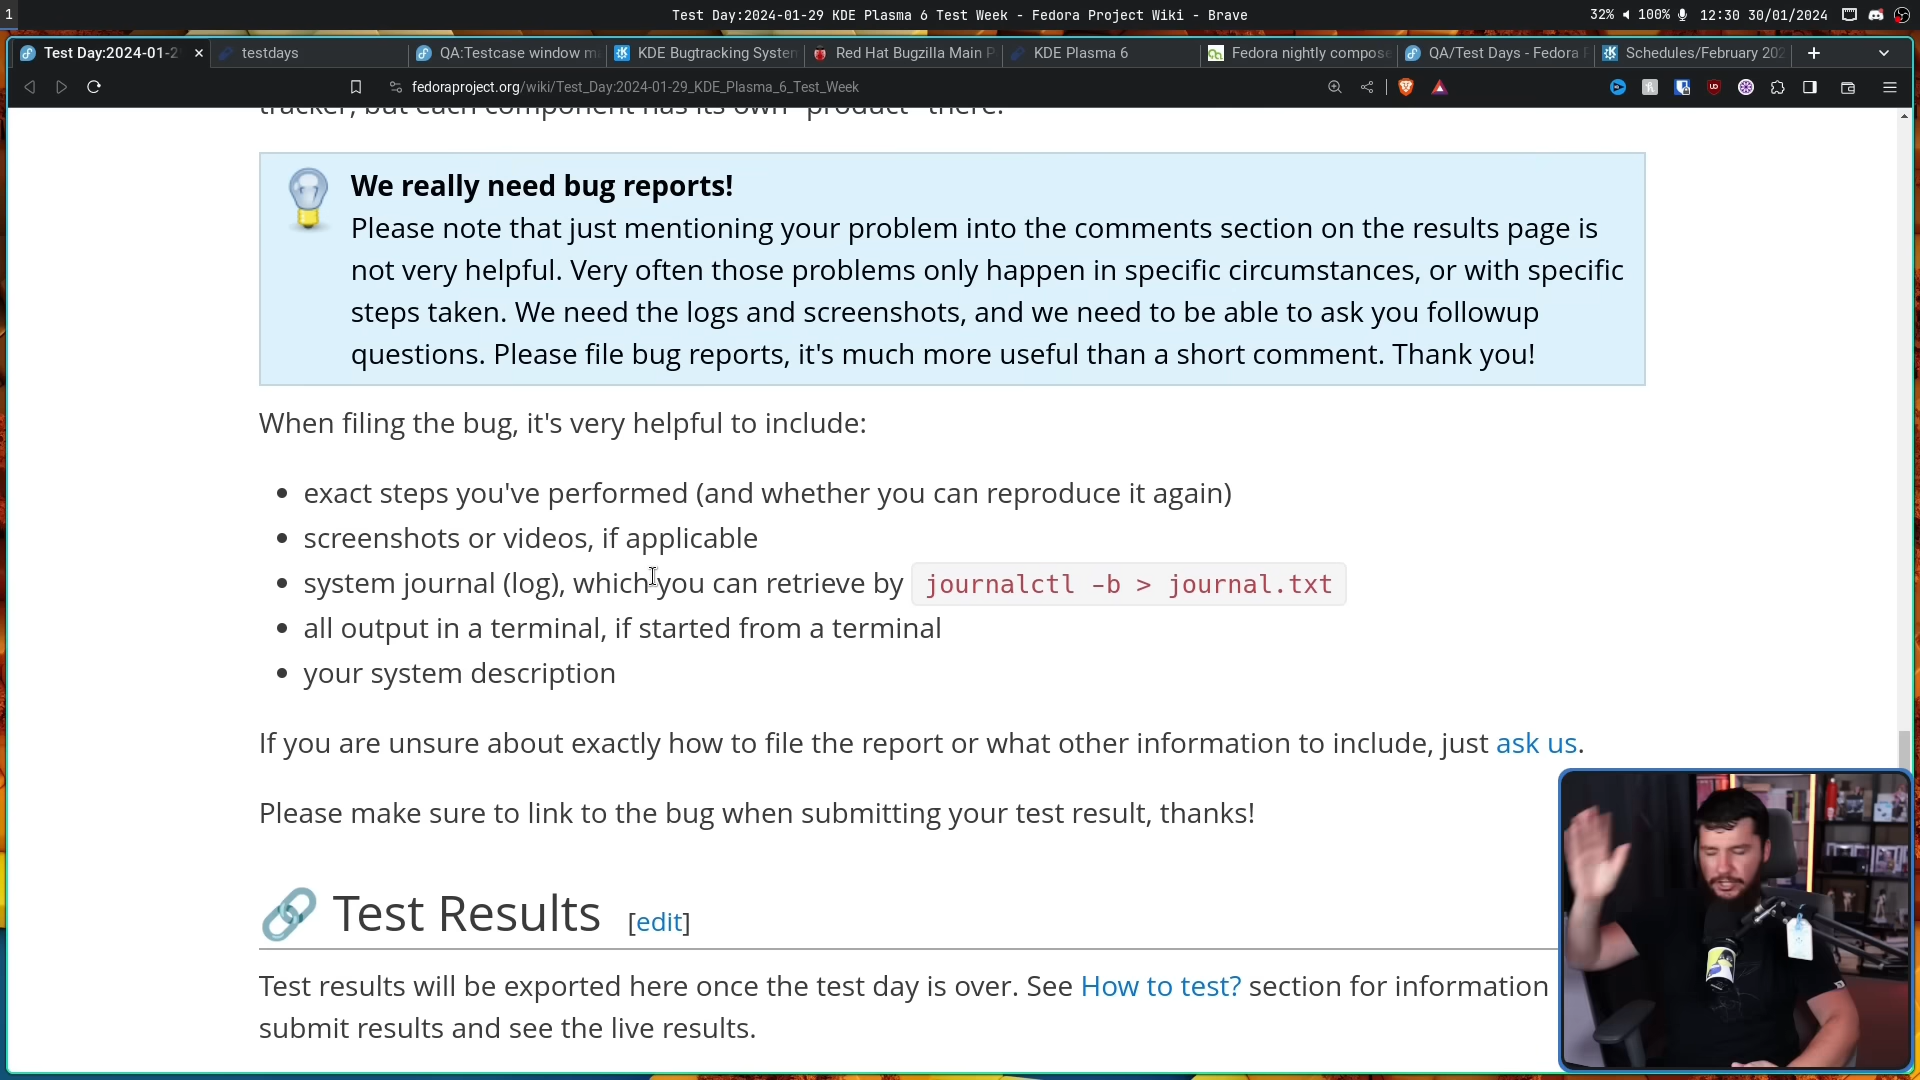 1
Test Day:2024-01-29 KDE Plasma 6 Test Week - Fedora Project Wiki - Brave
32% 100% 12:30 30/01/2024
Test Day:2024-01-2
testdays
QA:Testcase window m
KDE Bugtracking System
Red Hat Bugzilla Main P
KDE Plasma 6
Fedora nightly compose
QA/Test Days - Fedora
Schedules/February 202
fedoraproject.org/wiki/Test_Day:2024-01-29_KDE_Plasma_6_Test_Week
tracker, but each component has its own "product" there.
We really need bug reports!
Please note that just mentioning your problem into the comments section on the results page is
not very helpful. Very often those problems only happen in specific circumstances, or with specific
steps taken. We need the logs and screenshots, and we need to be able to ask you followup
questions. Please file bug reports, it's much more useful than a short comment. Thank you!
When filing the bug, it's very helpful to include:
• exact steps you've performed (and whether you can reproduce it again)
• screenshots or videos, if applicable
• system journal (log), which you can retrieve by journalctl -b > journal.txt
• all output in a terminal, if started from a terminal
• your system description
If you are unsure about exactly how to file the report or what other information to include, just ask us.
Please make sure to link to the bug when submitting your test result, thanks!
Test Results [edit]
Test results will be exported here once the test day is over. See How to test? section for information
submit results and see the live results.